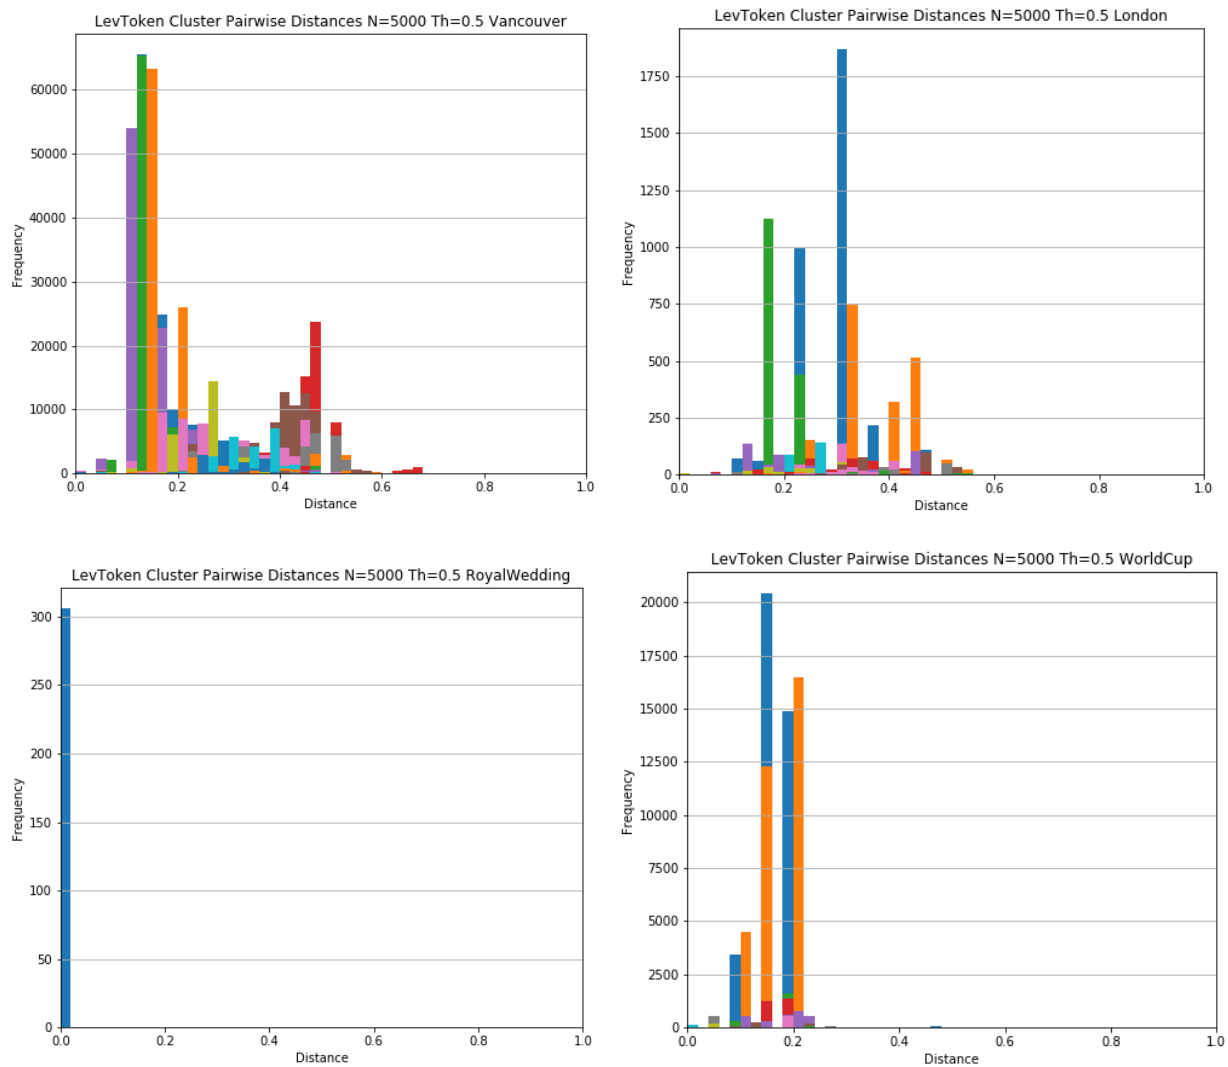 LevToken Cluster Pairwise Distances N=5000 Th=0.5 Vancouver
60000
50000
40000
30000
20000
10000
0
Frequency
0.0 0.2 0.4 0.6 0.8 1.0
Distance
LevToken Cluster Pairwise Distances N=5000 Th=0.5 London
1750
1500
1250
1000
750
500
250
0
Frequency
0.0 0.2 0.4 0.6 0.8 1.0
Distance
LevToken Cluster Pairwise Distances N=5000 Th=0.5 RoyalWedding
300
250
200
150
100
50
0
Frequency
0.0 0.2 0.4 0.6 0.8 1.0
Distance
LevToken Cluster Pairwise Distances N=5000 Th=0.5 WorldCup
20000
17500
15000
12500
10000
7500
5000
2500
0
Frequency
0.0 0.2 0.4 0.6 0.8 1.0
Distance